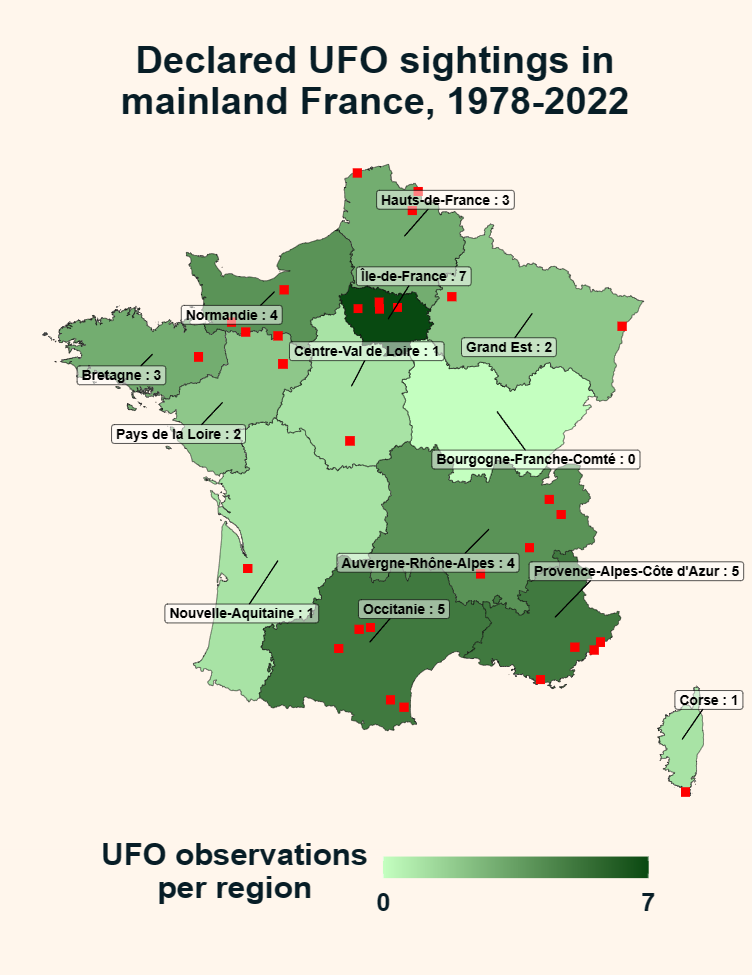 Declared UFO sightings in
mainland France, 1978-2022
Hauts-de-France : 3
Île-de-France : 7
Normandie : 4
Centre-Val de Loire : 1
Grand Est : 2
Bretagne : 3
Pays de la Loire : 2
Bourgogne-Franche-Comté : 0
Auvergne-Rhône-Alpes : 4
Provence-Alpes-Côte d'Azur : 5
Nouvelle-Aquitaine : 1
Occitanie : 5
Corse : 1
UFO observations
per region
0
7